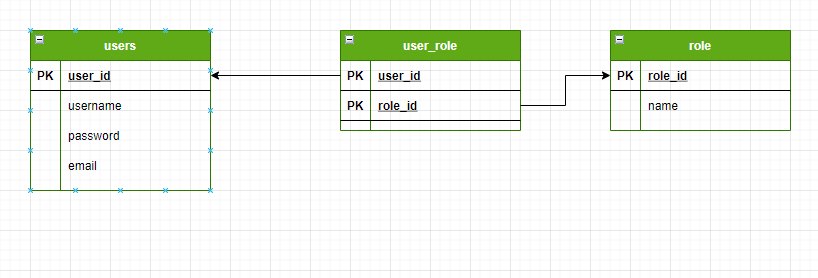 users
PK user_id
username
password
email
user_role
PK user_id
PK role_id
role
PK role_id
name